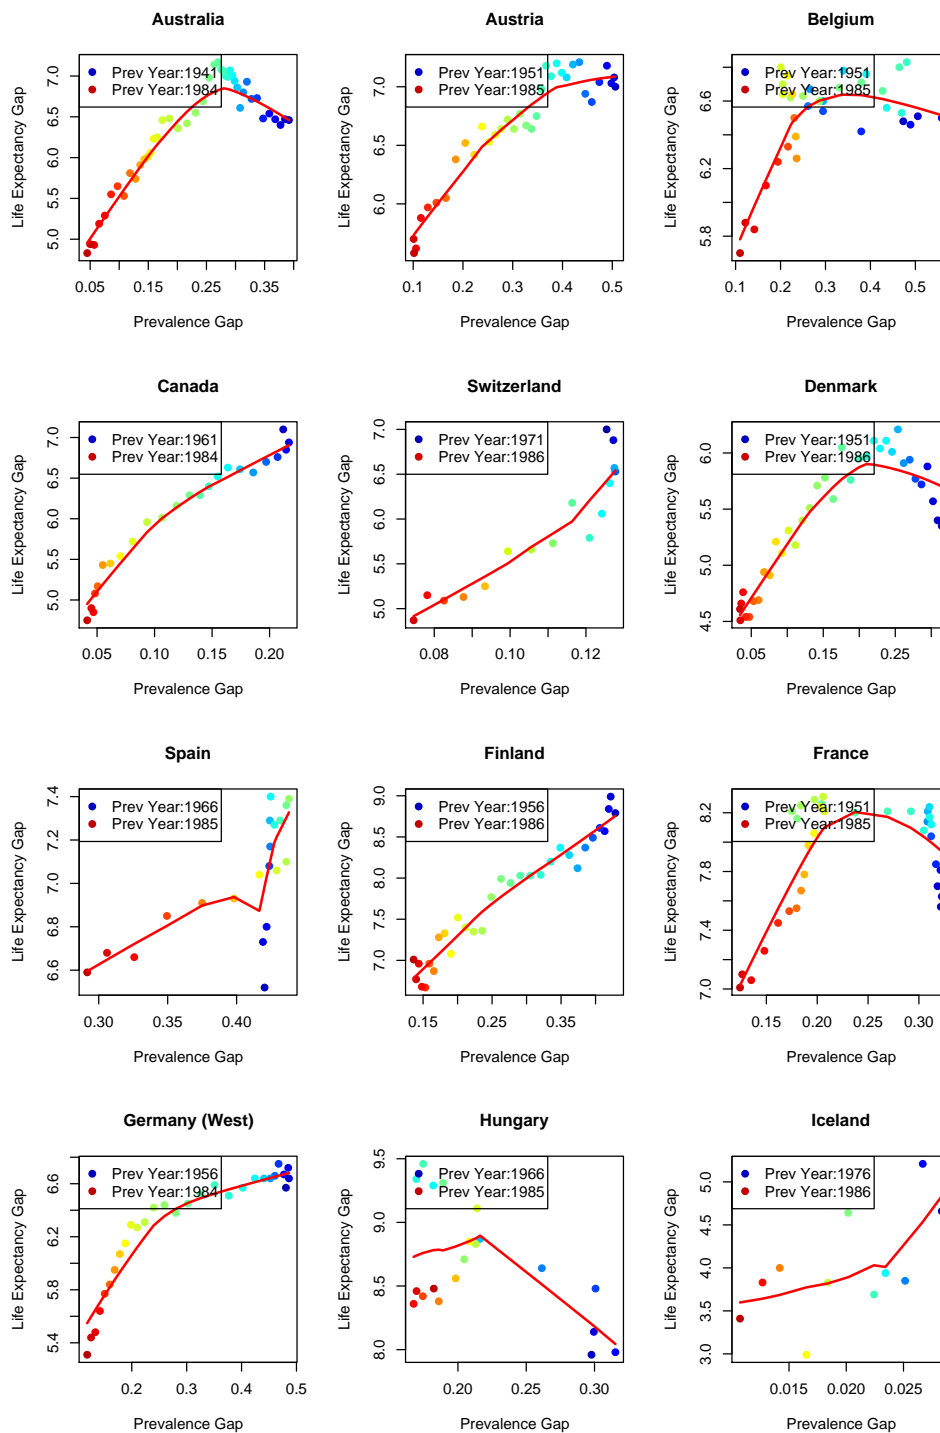 Australia
Life Expectancy Gap
5.0 5.5 6.0 6.5 7.0
Prev Year:1941
Prev Year:1984
0.05 0.15 0.25 0.35
Prevalence Gap
Austria
Life Expectancy Gap
6.0 6.5 7.0
Prev Year:1951
Prev Year:1985
0.1 0.2 0.3 0.4 0.5
Prevalence Gap
Belgium
Life Expectancy Gap
5.8 6.2 6.6
Prev Year:1954
Prev Year:1985
0.1 0.2 0.3 0.4 0.5
Prevalence Gap
Canada
Life Expectancy Gap
5.0 5.5 6.0 6.5 7.0
Prev Year:1961
Prev Year:1984
0.05 0.10 0.15 0.20
Prevalence Gap
Switzerland
Life Expectancy Gap
5.0 5.5 6.0 6.5 7.0
Prev Year:1971
Prev Year:1986
0.08 0.10 0.12
Prevalence Gap
Denmark
Life Expectancy Gap
4.5 5.0 5.5 6.0
Prev Year:1951
Prev Year:1986
0.05 0.15 0.25
Prevalence Gap
Spain
Life Expectancy Gap
6.6 6.8 7.0 7.2 7.4
Prev Year:1966
Prev Year:1985
0.30 0.40
Prevalence Gap
Finland
Life Expectancy Gap
7.0 7.5 8.0 8.5 9.0
Prev Year:1956
Prev Year:1986
0.15 0.25 0.35
Prevalence Gap
France
Life Expectancy Gap
7.0 7.4 7.8 8.2
Prev Year:1951
Prev Year:1985
0.15 0.20 0.25 0.30
Prevalence Gap
Germany (West)
Life Expectancy Gap
5.4 5.8 6.2 6.6
Prev Year:1956
Prev Year:1984
0.2 0.3 0.4 0.5
Prevalence Gap
Hungary
Life Expectancy Gap
8.0 8.5 9.0 9.5
Prev Year:1966
Prev Year:1985
0.20 0.30
Prevalence Gap
Iceland
Life Expectancy Gap
3.0 3.5 4.0 4.5 5.0
Prev Year:1976
Prev Year:1986
0.015 0.020 0.025
Prevalence Gap